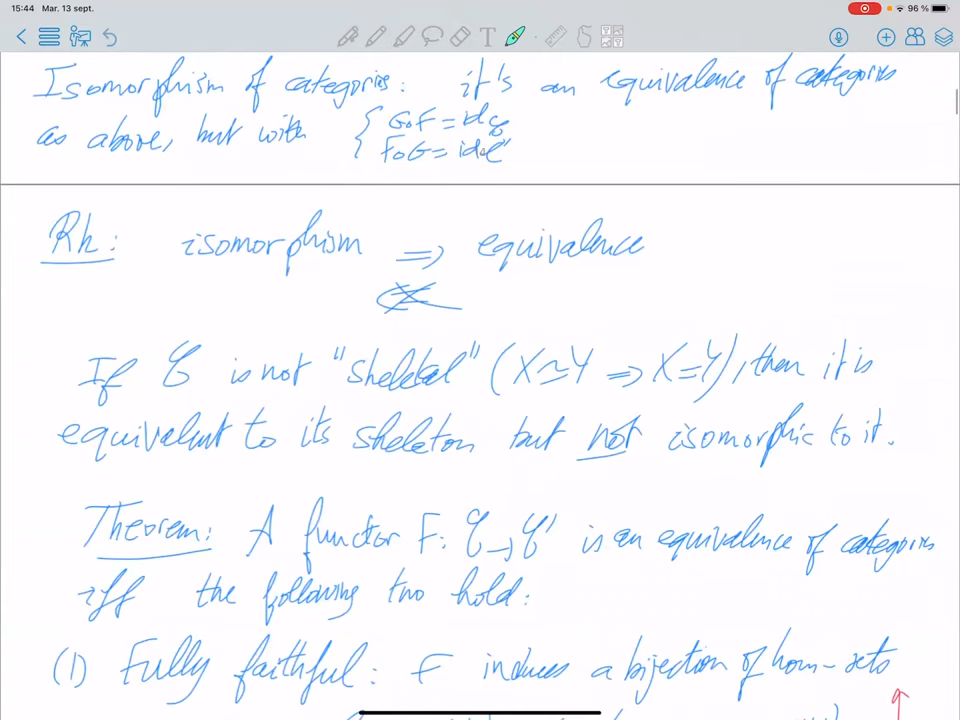 15:44 Mar. 13 sept. 96 %
Isomorphism of categories: it's an equivalence of categories
as above, but with { G∘F = id𝒞
F∘G = id𝒞'
Rk: isomorphism ⇒ equivalence
If 𝒞 is not "skeletal" (X ≃ Y ⇒ X = Y), then it is
equivalent to its skeleton but not isomorphic to it.
Theorem: A functor F: 𝒞 → 𝒞' is an equivalence of categories
iff the following two hold:
(1) Fully faithful: F induces a bijection of hom-sets